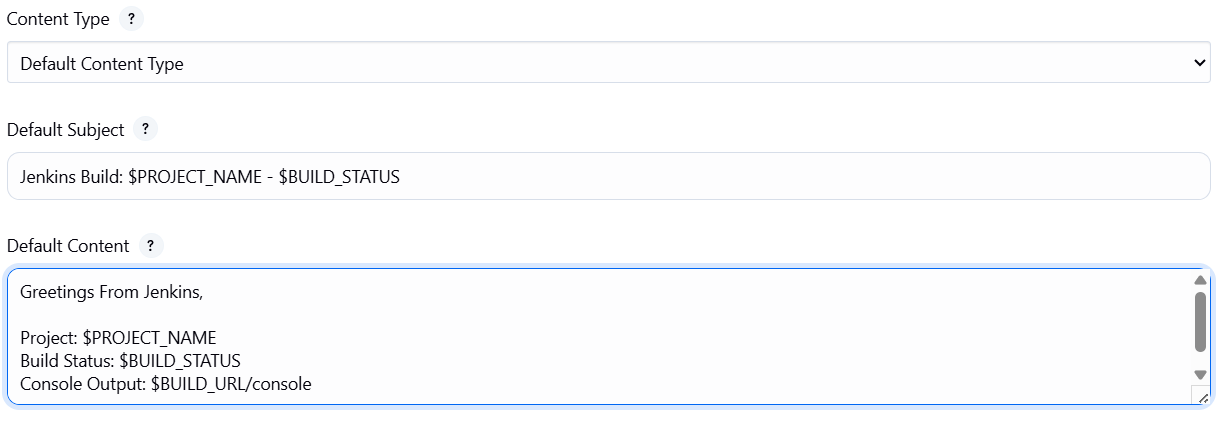 Content Type ?
Default Content Type
Default Subject ?
Jenkins Build: $PROJECT_NAME - $BUILD_STATUS
Default Content ?
Greetings From Jenkins,
Project: $PROJECT_NAME
Build Status: $BUILD_STATUS
Console Output: $BUILD_URL/console